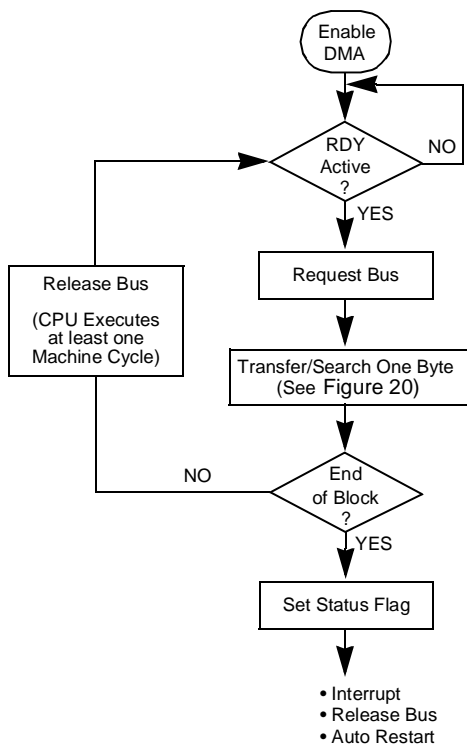 Enable
DMA
RDY
Active
?
NO
YES
Request Bus
Release Bus
(CPU Executes
at least one
Machine Cycle)
Transfer/Search One Byte
(See Figure 20)
NO
End
of Block
?
YES
Set Status Flag
• Interrupt
• Release Bus
• Auto Restart